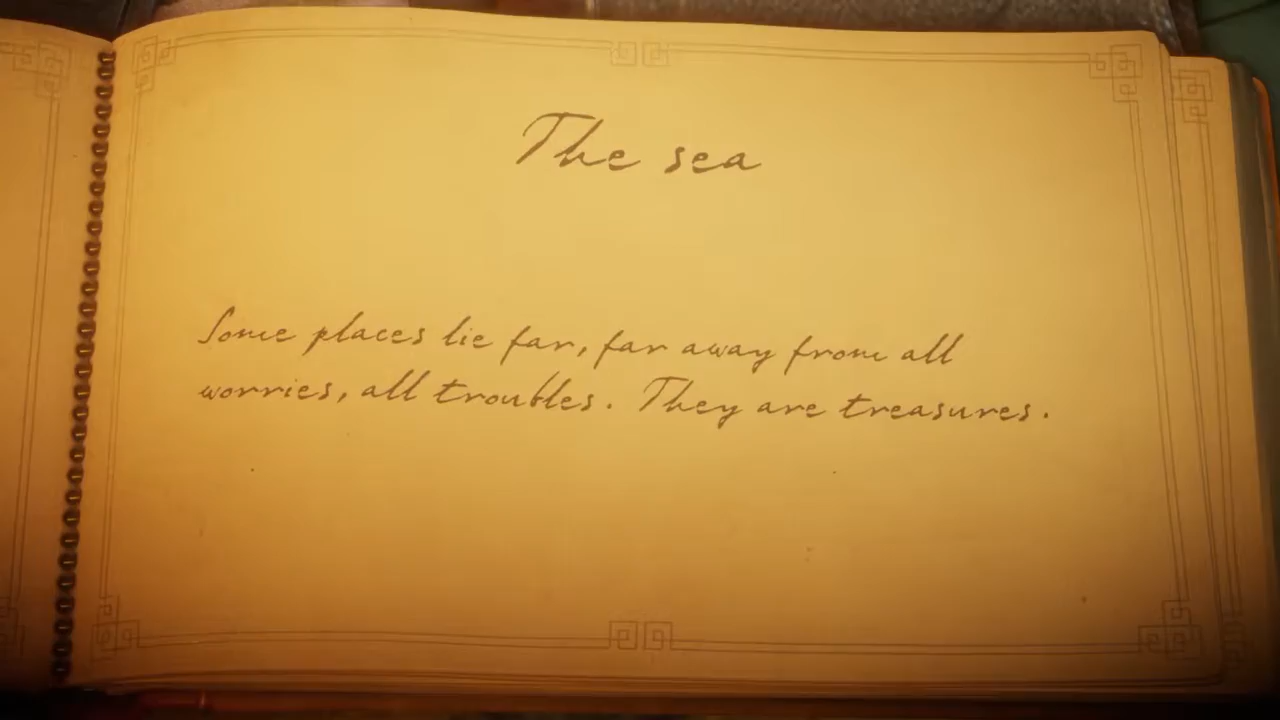 The sea
Some places lie far, far away from all
worries, all troubles. They are treasures.